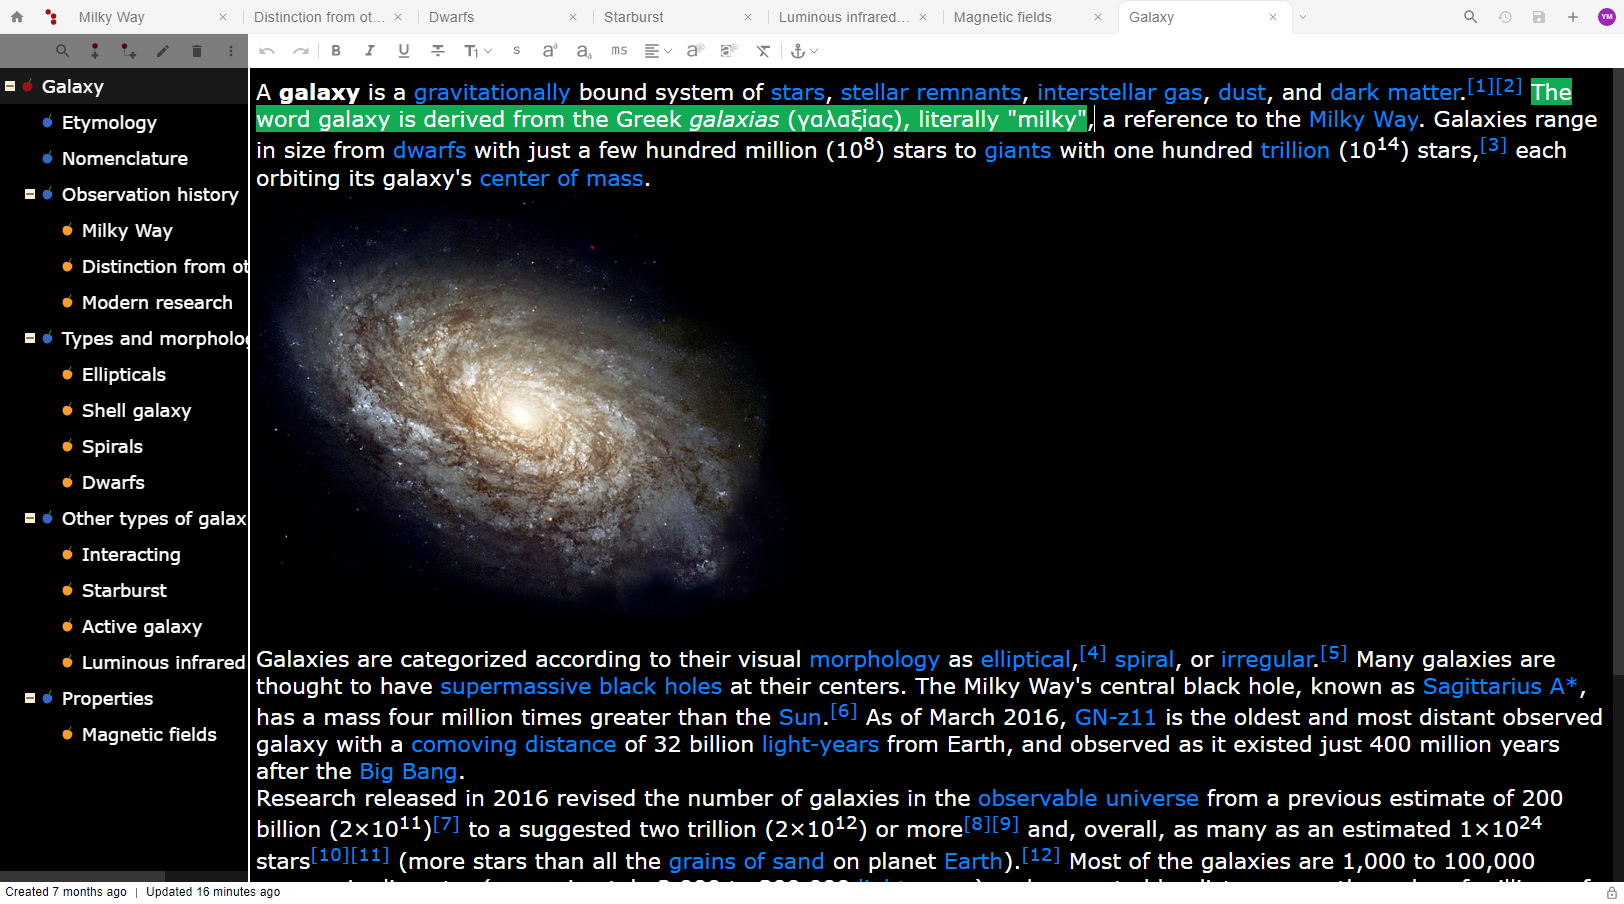 Milky Way
Distinction from ot...
Dwarfs
Starburst
Luminous infrared...
Magnetic fields
Galaxy
YM
B I U T1 s aa aa ms
Galaxy
Etymology
Nomenclature
Observation history
Milky Way
Distinction from ot
Modern research
Types and morpholog
Ellipticals
Shell galaxy
Spirals
Dwarfs
Other types of galax
Interacting
Starburst
Active galaxy
Luminous infrared
Properties
Magnetic fields
A galaxy is a gravitationally bound system of stars, stellar remnants, interstellar gas, dust, and dark matter.[1][2] The
word galaxy is derived from the Greek galaxias (γαλαξίας), literally "milky", a reference to the Milky Way. Galaxies range
in size from dwarfs with just a few hundred million (10⁸) stars to giants with one hundred trillion (10¹⁴) stars,[3] each
orbiting its galaxy's center of mass.
Galaxies are categorized according to their visual morphology as elliptical,[4] spiral, or irregular.[5] Many galaxies are
thought to have supermassive black holes at their centers. The Milky Way's central black hole, known as Sagittarius A*,
has a mass four million times greater than the Sun.[6] As of March 2016, GN-z11 is the oldest and most distant observed
galaxy with a comoving distance of 32 billion light-years from Earth, and observed as it existed just 400 million years
after the Big Bang.
Research released in 2016 revised the number of galaxies in the observable universe from a previous estimate of 200
billion (2×10¹¹)[7] to a suggested two trillion (2×10¹²) or more[8][9] and, overall, as many as an estimated 1×10²⁴
stars[10][11] (more stars than all the grains of sand on planet Earth).[12] Most of the galaxies are 1,000 to 100,000
Created 7 months ago | Updated 16 minutes ago